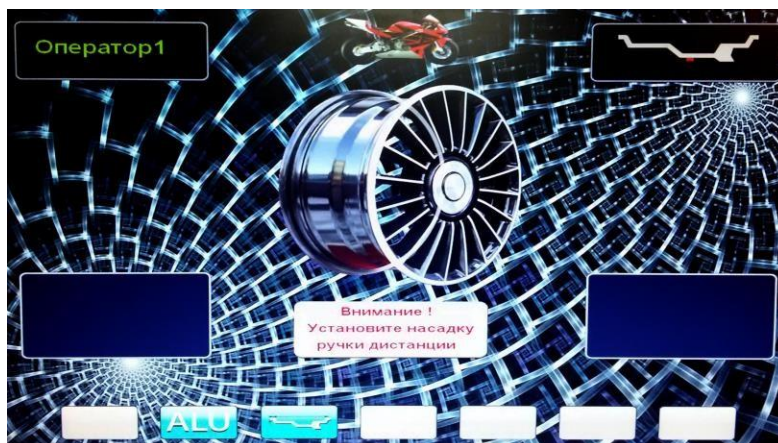 Оператор1
Внимание !
Установите насадку
ручки дистанции
ALU